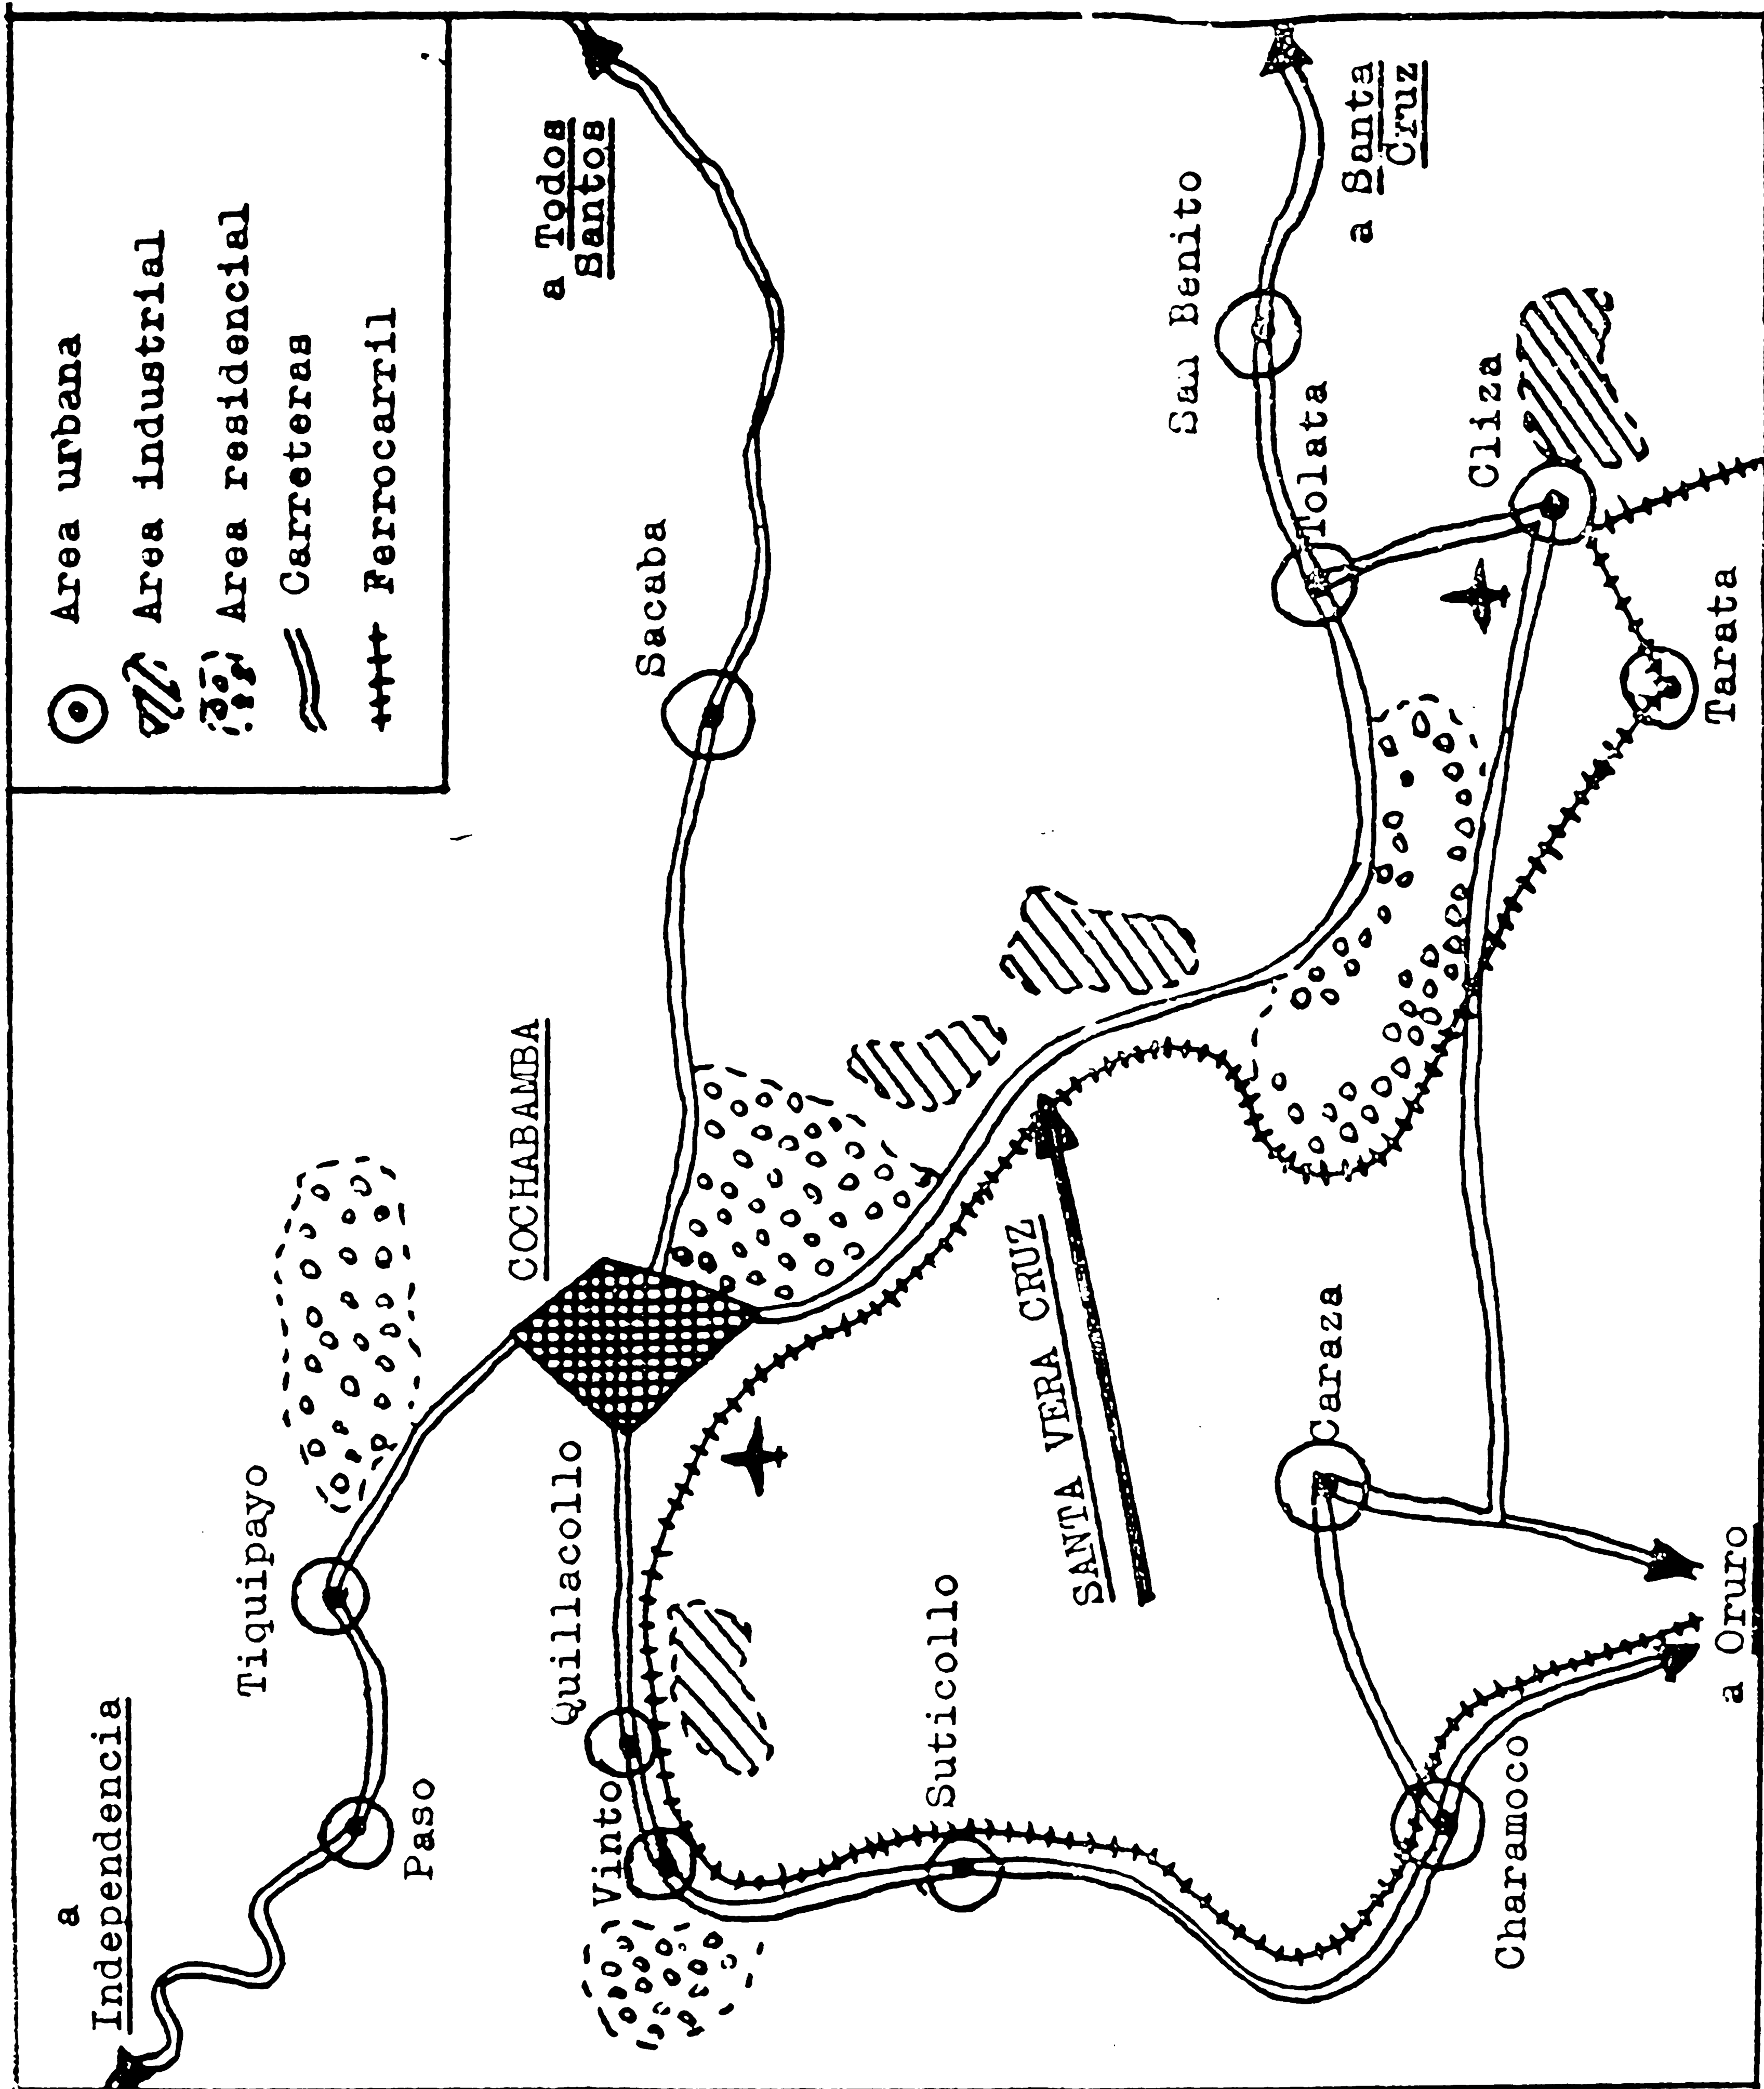 Area urbana
Area industrial
Area residencial
Carreteras
Ferrocarril
a
Independencia
Paso
Tiquipayo
COCHABAMBA
Sacaba
a Todos
Santos
Quillacollo
Vinto
Suticollo
SANTA VERA CRUZ
San Benito
Tolata
a Santa
Cruz
Cliza
Caraza
Tarata
Charamoco
a Oruro